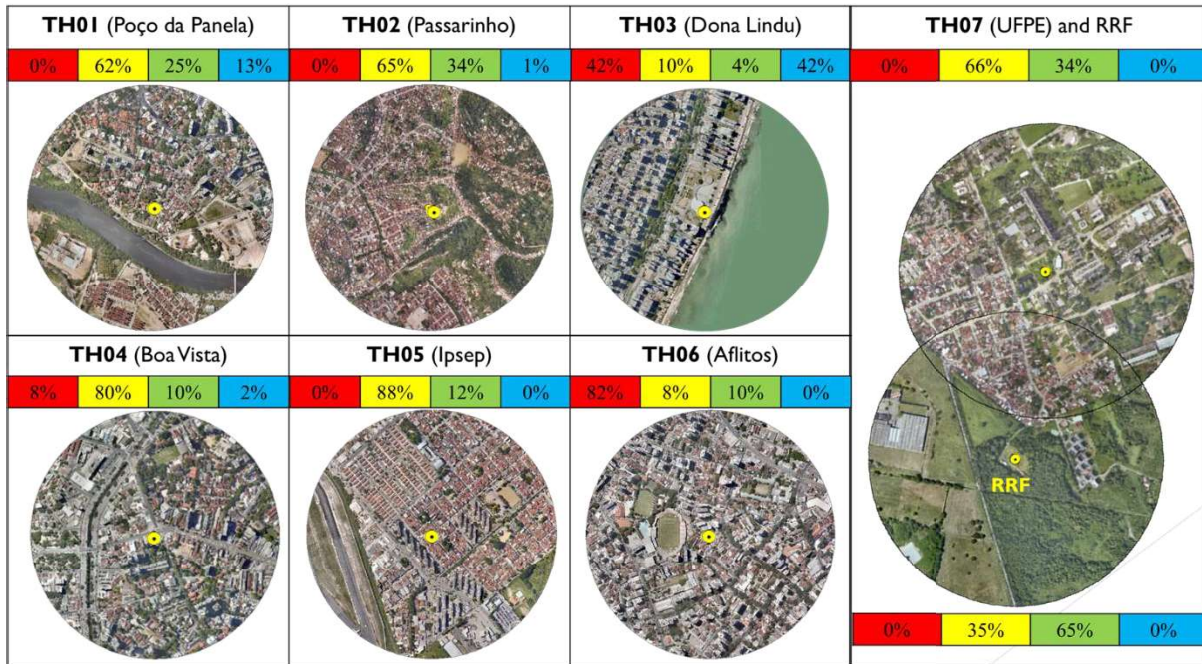 TH01 (Poço da Panela)
0% 62% 25% 13%
TH02 (Passarinho)
0% 65% 34% 1%
TH03 (Dona Lindu)
42% 10% 4% 42%
TH07 (UFPE) and RRF
0% 66% 34% 0%
TH04 (Boa Vista)
8% 80% 10% 2%
TH05 (Ipsep)
0% 88% 12% 0%
TH06 (Aflitos)
82% 8% 10% 0%
RRF
0% 35% 65% 0%